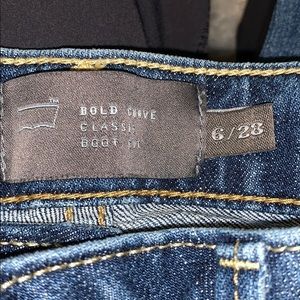 BOLD CURVE
CLASSIC
BOOT CUT
6/28